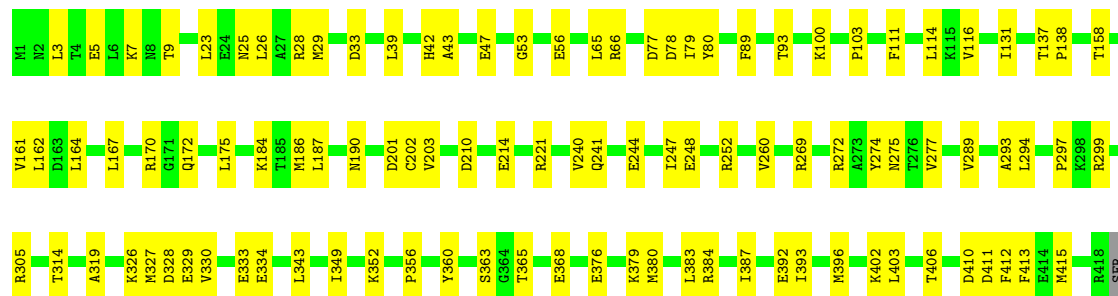 M1 N2 L3 T4 E5 L6 K7 N8 T9 L23 E24 N25 L26 A27 R28 M29 D33 L39 H42 A43 E47 G53 E56 L65 R66 D77 D78 I79 Y80 F89 T93 K100 P103 F111 L114 K115 V116 I131 T137 P138 T158
V161 L162 D163 L164 L167 R170 G171 Q172 L175 K184 T185 M186 L187 N190 D201 C202 V203 D210 E214 R221 V240 Q241 E244 I247 E248 R252 V260 R269 R272 A273 Y274 N275 T276 V277 V289 A293 L294 P297 K298 R299
R305 T314 A319 K326 M327 D328 E329 V330 E333 E334 L343 I349 K352 P356 Y360 S363 G364 T365 E368 E376 K379 M380 L383 R384 I387 E392 I393 M396 K402 L403 T406 D410 D411 F412 F413 E414 M415 R418 SER